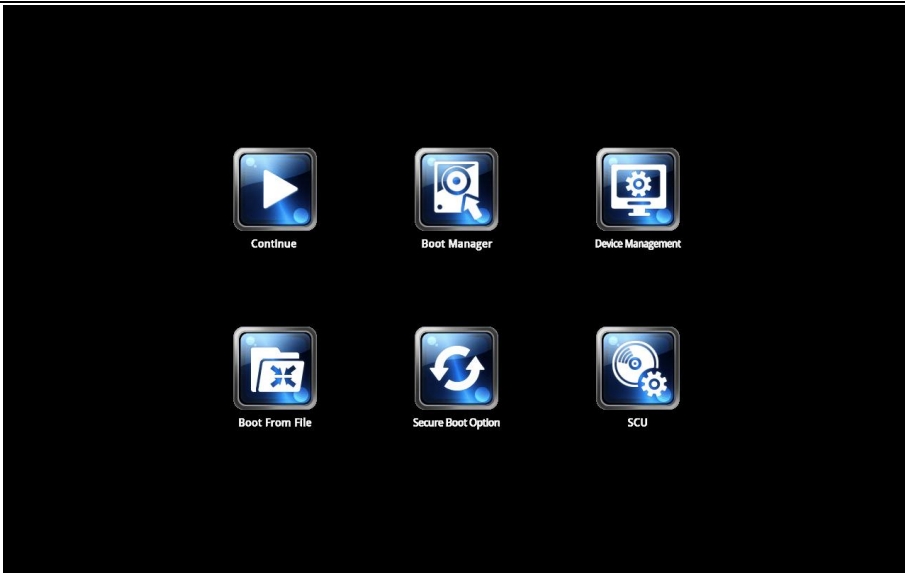 Continue
Boot Manager
Device Management
Boot From File
Secure Boot Option
SCU